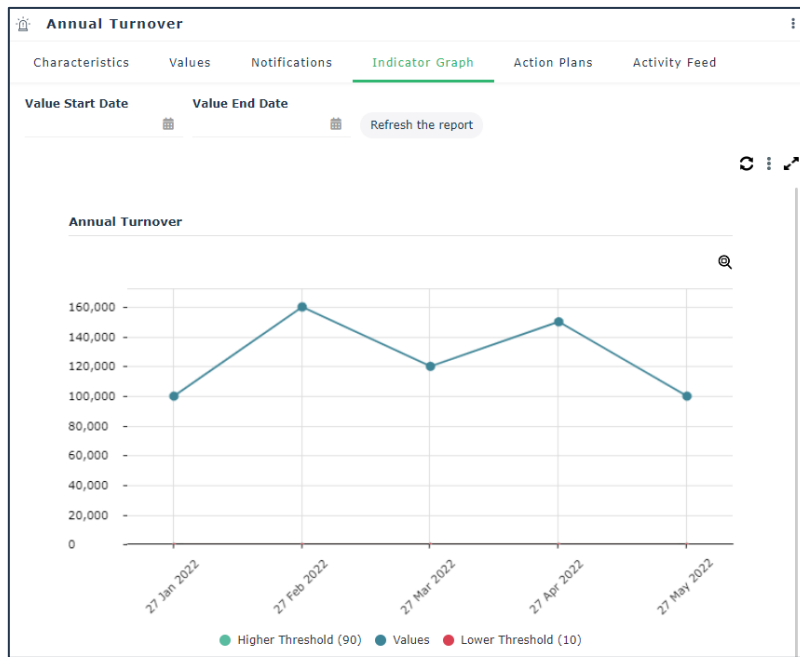 Annual Turnover
Characteristics Values Notifications Indicator Graph Action Plans Activity Feed
Value Start Date Value End Date
Refresh the report
Annual Turnover
160,000
140,000
120,000
100,000
80,000
60,000
40,000
20,000
0
27 Jan 2022 27 Feb 2022 27 Mar 2022 27 Apr 2022 27 May 2022
Higher Threshold (90) Values Lower Threshold (10)